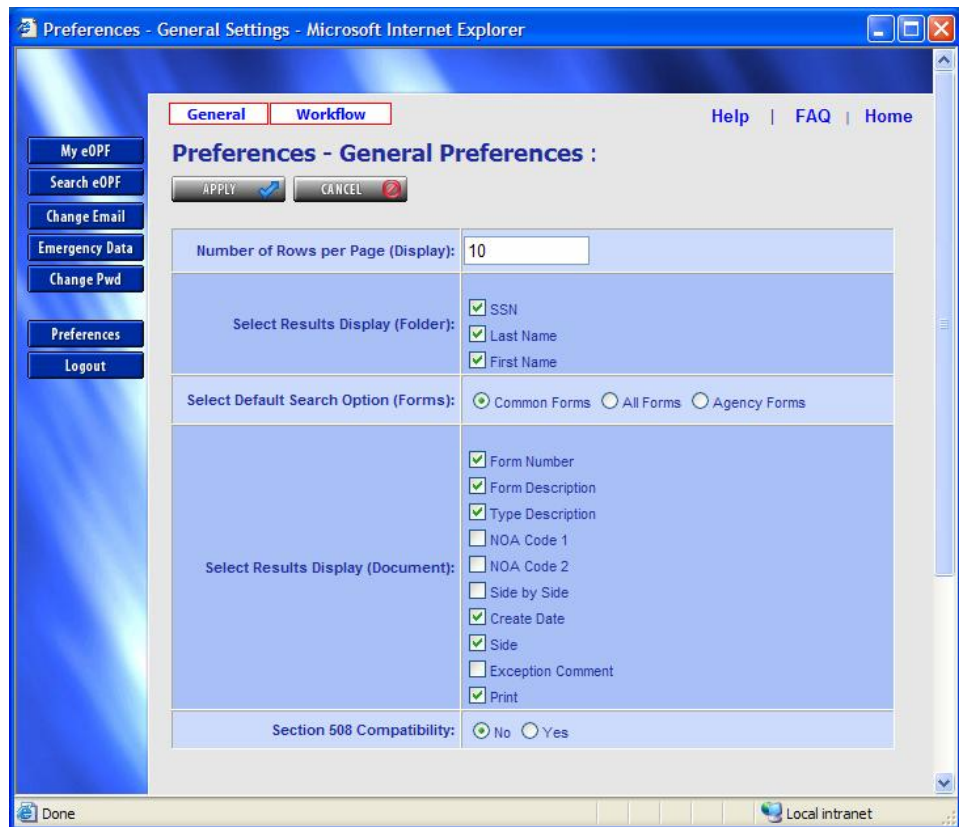 Preferences - General Settings - Microsoft Internet Explorer
General Workflow Help | FAQ | Home
My eOPF
Search eOPF
Change Email
Emergency Data
Change Pwd
Preferences
Logout
Preferences - General Preferences :
APPLY CANCEL
Number of Rows per Page (Display): 10
Select Results Display (Folder):
SSN
Last Name
First Name
Select Default Search Option (Forms): Common Forms All Forms Agency Forms
Select Results Display (Document):
Form Number
Form Description
Type Description
NOA Code 1
NOA Code 2
Side by Side
Create Date
Side
Exception Comment
Print
Section 508 Compatibility: No Yes
Done Local intranet